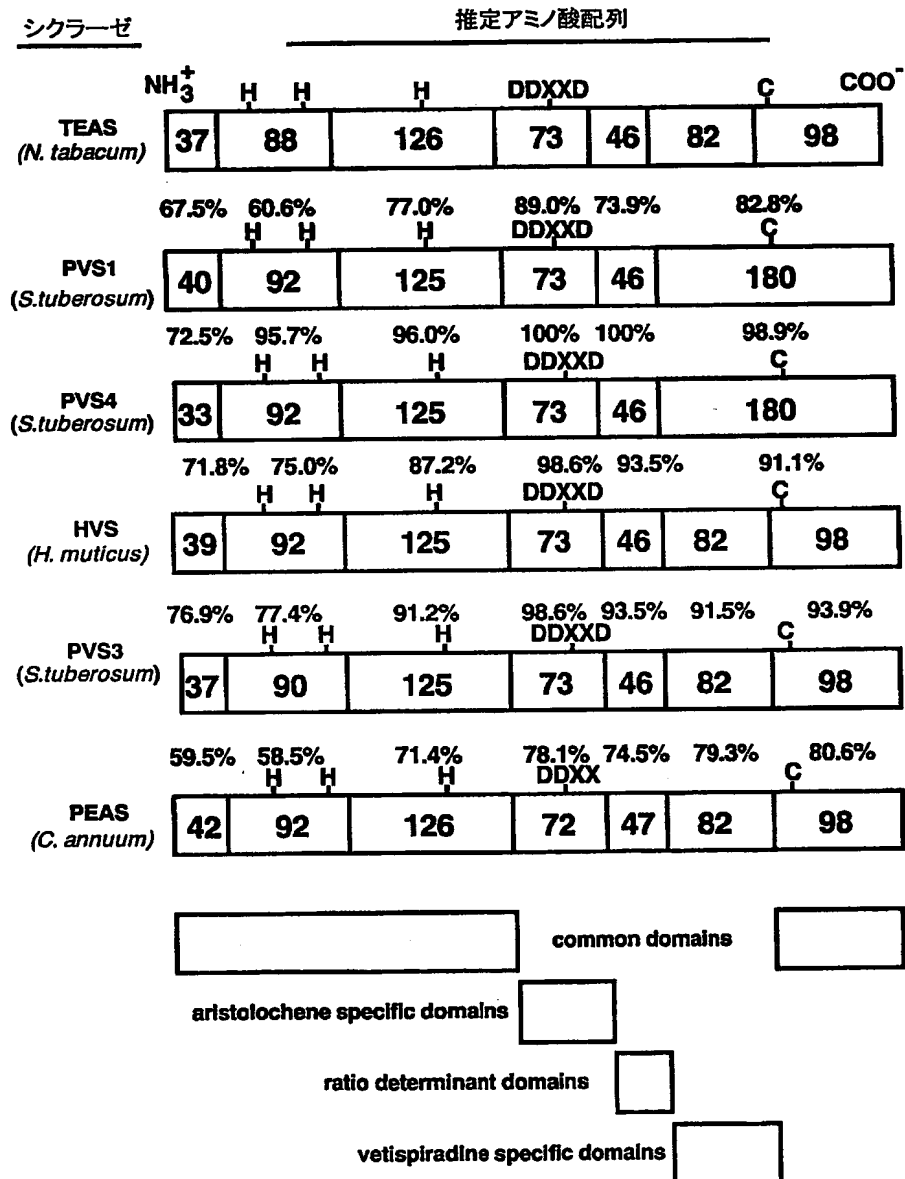 シクラーゼ
推定アミノ酸配列
NH3+ H H H DDXXD C COO-
TEAS
(N. tabacum)
37 88 126 73 46 82 98
67.5% 60.6% 77.0% 89.0% 73.9% 82.8%
H H H DDXXD C
PVS1
(S.tuberosum)
40 92 125 73 46 180
72.5% 95.7% 96.0% 100% 100% 98.9%
H H H DDXXD C
PVS4
(S.tuberosum)
33 92 125 73 46 180
71.8% 75.0% 87.2% 98.6% 93.5% 91.1%
H H H DDXXD C
HVS
(H. muticus)
39 92 125 73 46 82 98
76.9% 77.4% 91.2% 98.6% 93.5% 91.5% 93.9%
H H H DDXXD C
PVS3
(S.tuberosum)
37 90 125 73 46 82 98
59.5% 58.5% 71.4% 78.1% 74.5% 79.3% 80.6%
H H H DDXX C
PEAS
(C. annuum)
42 92 126 72 47 82 98
common domains
aristolochene specific domains
ratio determinant domains
vetispiradine specific domains